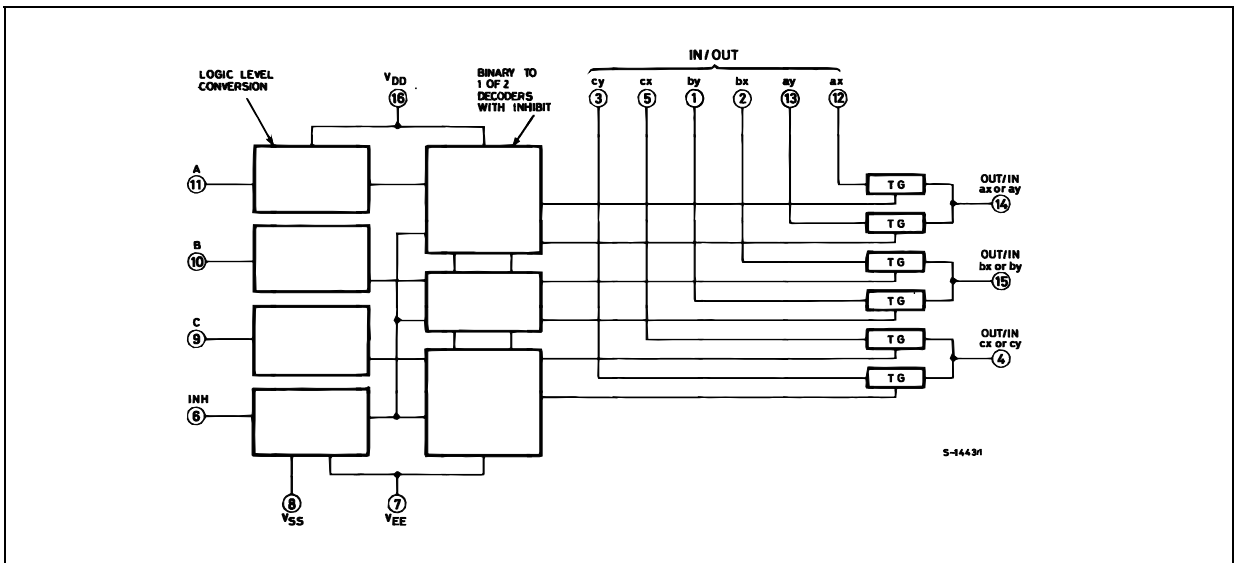 IN/OUT
LOGIC LEVEL
CONVERSION
VDD
16
BINARY TO
1 OF 2
DECODERS
WITH INHIBIT
cy cx by bx ay ax
3 5 1 2 13 12
A
11
TG
OUT/IN
ax or ay
14
TG
B
10
TG
OUT/IN
bx or by
15
TG
C
9
TG
OUT/IN
cx or cy
4
TG
INH
6
S-1443/1
8
VSS
7
VEE